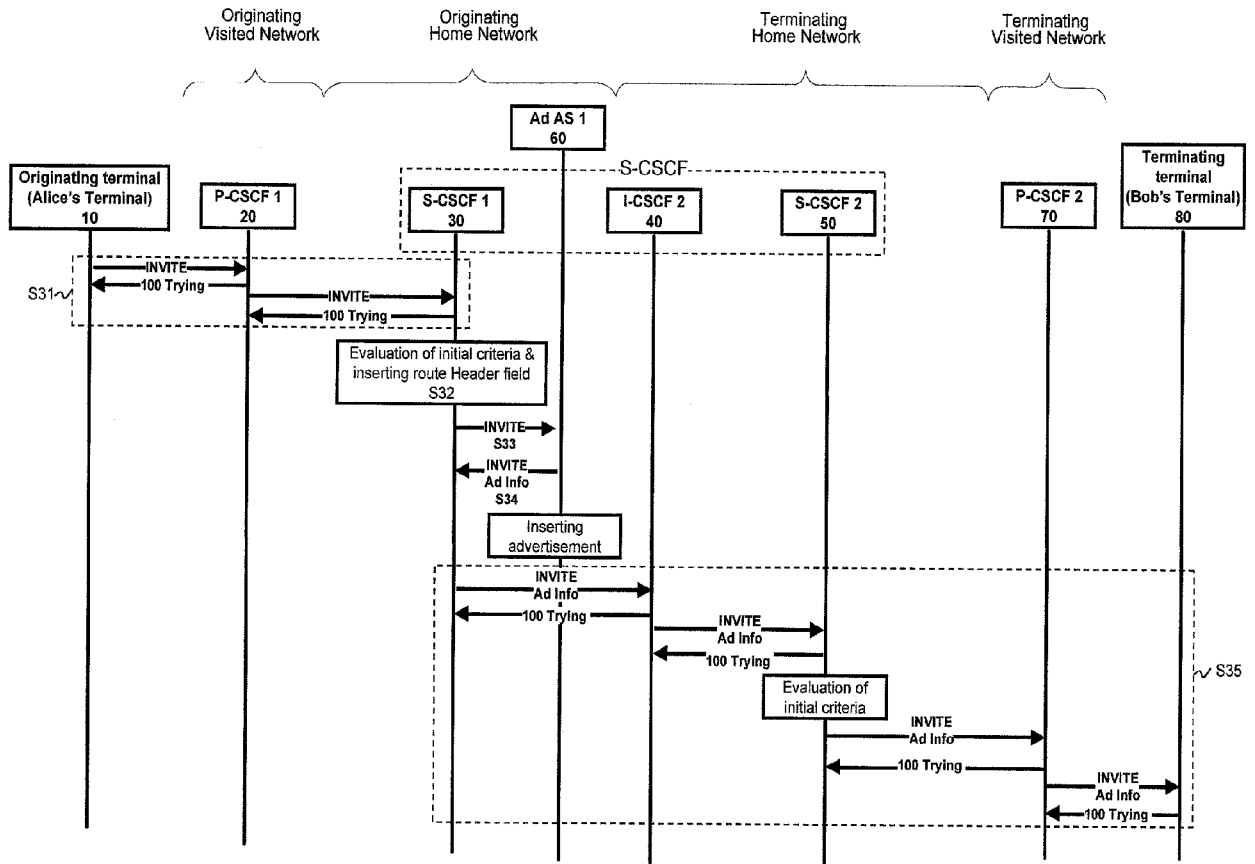 Originating
Visited Network
Originating
Home Network
Terminating
Home Network
Terminating
Visited Network
Ad AS 1
60
S-CSCF
Originating terminal
(Alice's Terminal)
10
P-CSCF 1
20
S-CSCF 1
30
I-CSCF 2
40
S-CSCF 2
50
P-CSCF 2
70
Terminating
terminal
(Bob's Terminal)
80
S31
INVITE
100 Trying
INVITE
100 Trying
Evaluation of initial criteria &
inserting route Header field
S32
INVITE
S33
INVITE
Ad Info
S34
Inserting
advertisement
INVITE
Ad Info
100 Trying
INVITE
Ad Info
100 Trying
S35
Evaluation of
initial criteria
INVITE
Ad Info
100 Trying
INVITE
Ad Info
100 Trying